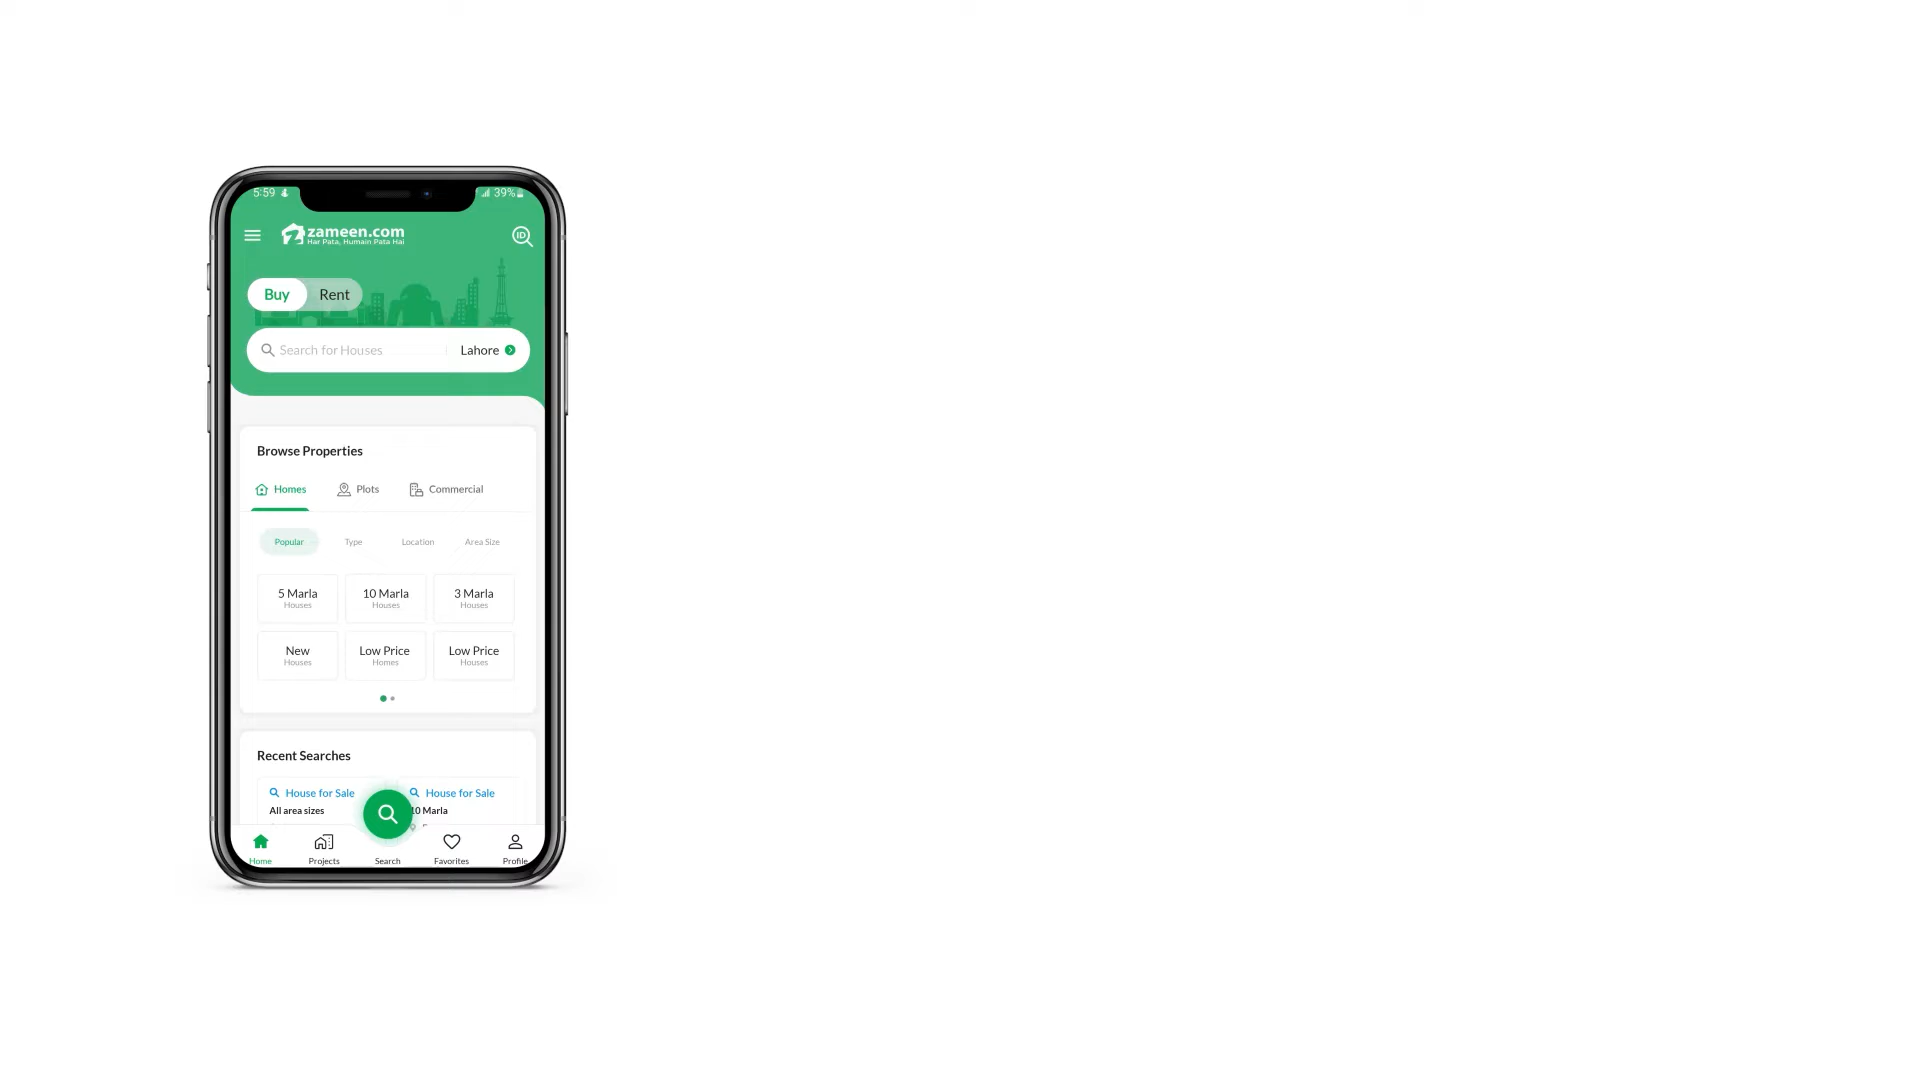 5:59 39%
zameen.com
Har Pata, Humain Pata Hai
ID
Buy Rent
Search for Houses Lahore
Browse Properties
Homes Plots Commercial
Popular Type Location Area Size
5 Marla 10 Marla 3 Marla
Houses Houses Houses
New Low Price Low Price
Houses Homes Houses
Recent Searches
House for Sale House for Sale
All area sizes 10 Marla
Home Projects Search Favorites Profile